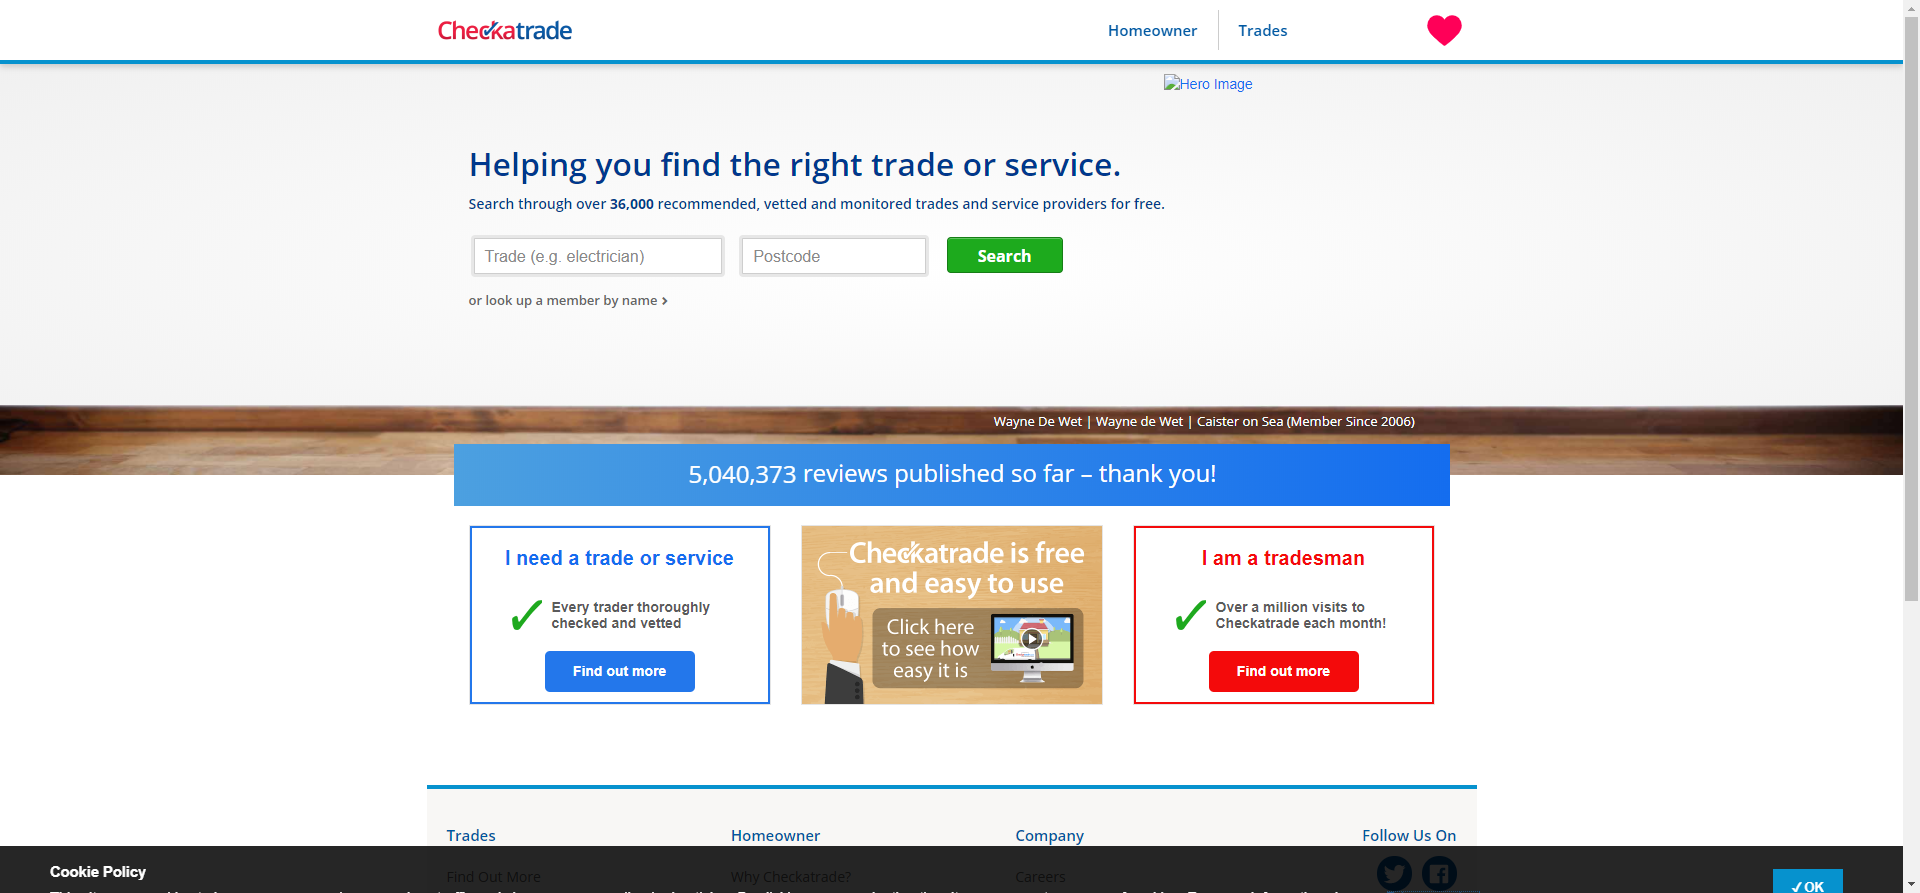 Checkatrade
Homeowner
Trades
Hero Image
Helping you find the right trade or service.
Search through over 36,000 recommended, vetted and monitored trades and service providers for free.
Trade (e.g. electrician)
Postcode
Search
or look up a member by name
Wayne De Wet | Wayne de Wet | Caister on Sea (Member Since 2006)
5,040,373 reviews published so far – thank you!
I need a trade or service
Every trader thoroughly
checked and vetted
Find out more
Checkatrade is free
and easy to use
Click here
to see how
easy it is
I am a tradesman
Over a million visits to
Checkatrade each month!
Find out more
Trades
Homeowner
Company
Follow Us On
Find Out More
Why Checkatrade?
Careers
Cookie Policy
OK